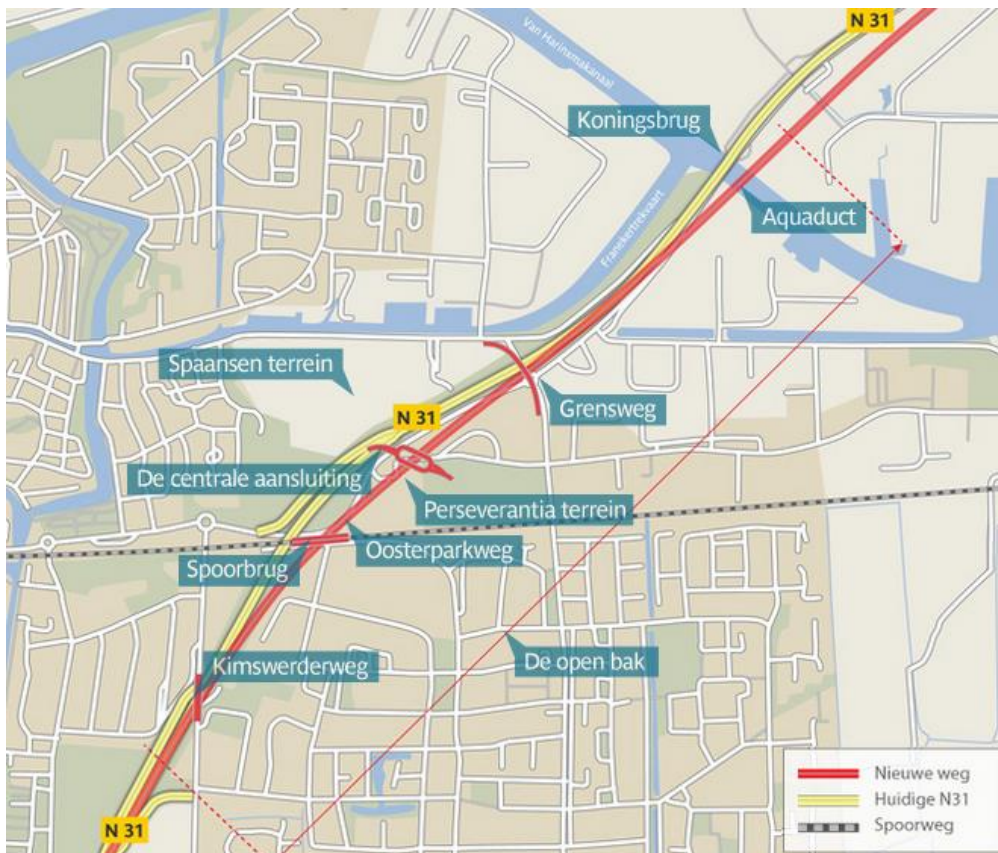 N 31
Van Harinxmakanaal
Koningsbrug
Aquaduct
Franekertrekvaart
Spaansen terrein
Grensweg
N 31
De centrale aansluiting
Perseverantia terrein
Oosterparkweg
Spoorbrug
De open bak
Kimswerderweg
Nieuwe weg
Huidige N31
Spoorweg
N 31